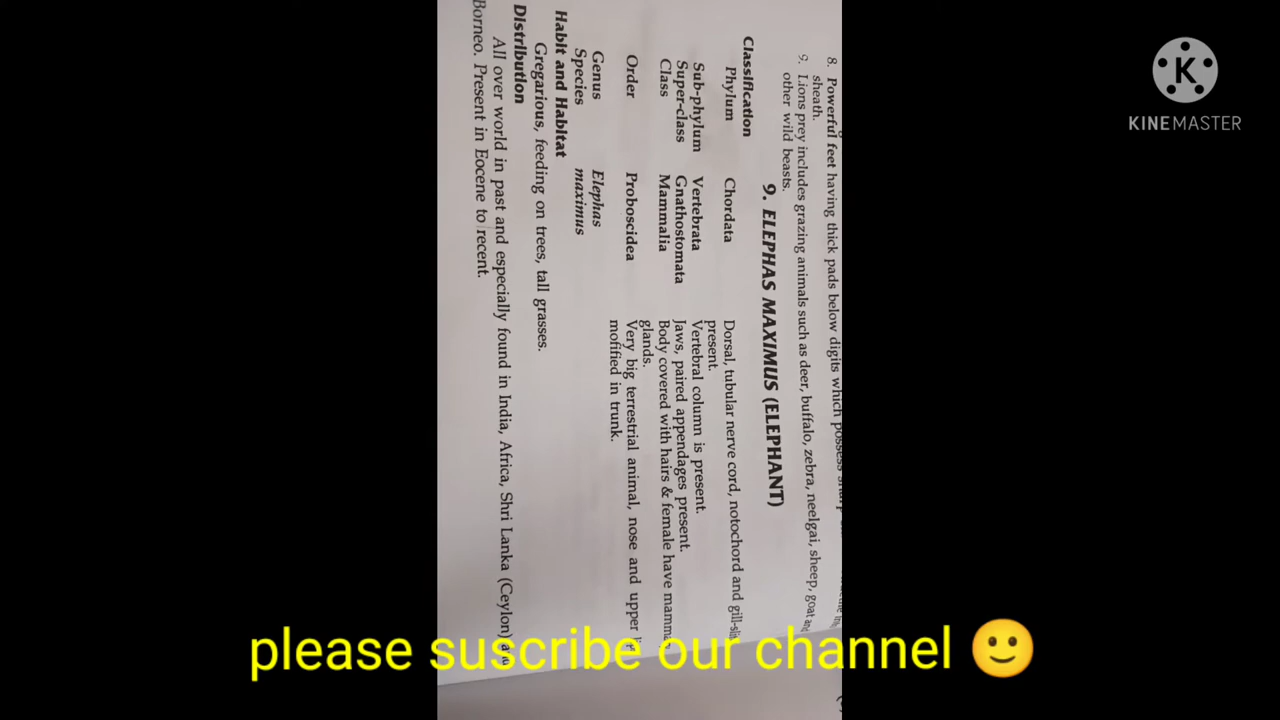 8. Powerful feet having thick pads below digits which possess sharp
sheath.
9. Lions prey includes grazing animals such as deer, buffalo, zebra, neelgai, sheep, goat and
other wild beasts.
9. ELEPHAS MAXIMUS (ELEPHANT)
Classification
Phylum Chordata Dorsal, tubular nerve cord, notochord and gill-slits
present.
Sub-phylum Vertebrata Vertebral column is present.
Super-class Gnathostomata Jaws, paired appendages present.
Class Mammalia Body covered with hairs & female have mammary
glands.
Order Proboscidea Very big terrestrial animal, nose and upper lip
mofified in trunk.
Genus Elephas
Species maximus
Habit and Habitat
Gregarious, feeding on trees, tall grasses.
Distribution
All over world in past and especially found in India, Africa, Shri Lanka (Ceylon) and
Borneo. Present in Eocene to recent.
K
KINEMASTER
please suscribe our channel 🙂